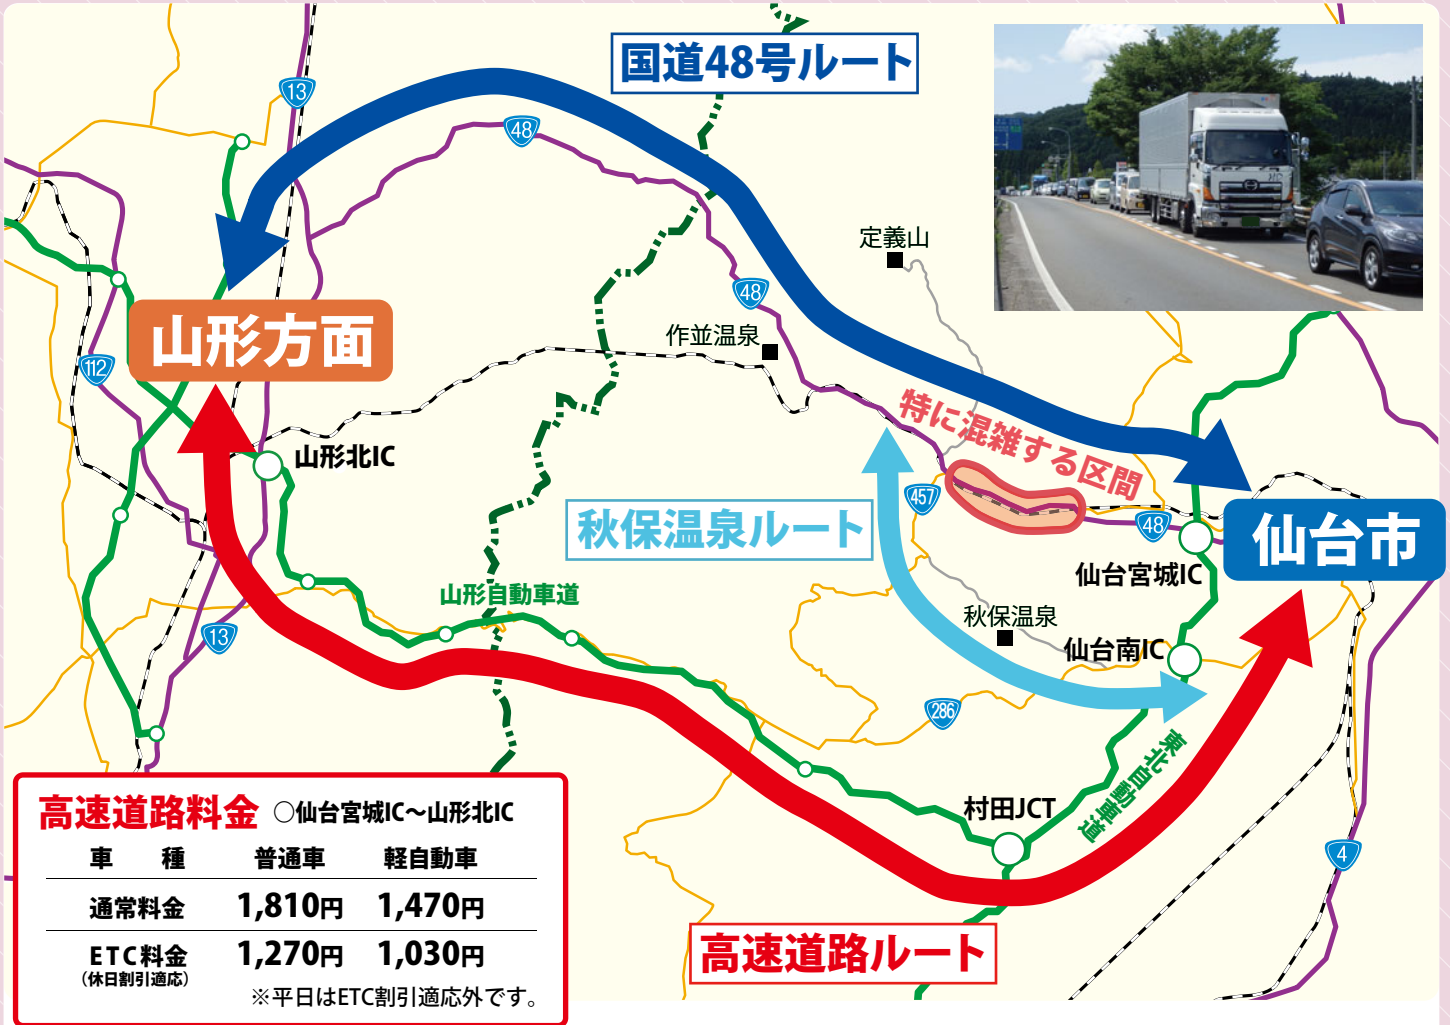 国道48号ルート
13
48
定義山
48
作並温泉
山形方面
112
特に混雑する区間
山形北IC
457
秋保温泉ルート
48
仙台市
仙台宮城IC
山形自動車道
秋保温泉
13
仙台南IC
286
東北自動車道
村田JCT
4
高速道路ルート
高速道路料金 ○仙台宮城IC～山形北IC
車　種 普通車 軽自動車
通常料金 1,810円 1,470円
ETC料金 1,270円 1,030円
（休日割引適応）
※平日はETC割引適応外です。